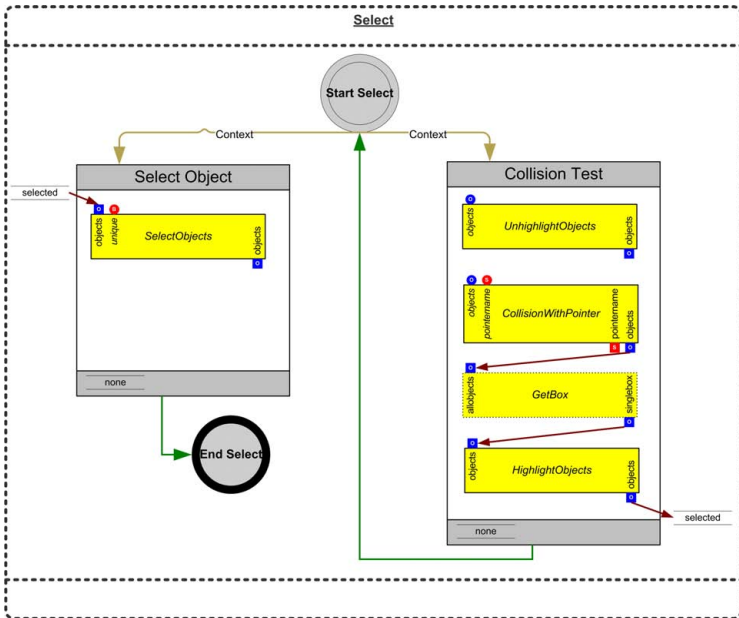 Select
Start Select
Context
Context
Select Object
Collision Test
selected
O
S
objects
unique
SelectObjects
objects
O
none
End Select
O
objects
UnhighlightObjects
objects
O
O
S
objects
pointername
CollisionWithPointer
pointername
objects
S
O
O
allobjects
GetBox
singlebox
O
O
objects
HighlightObjects
objects
O
selected
none